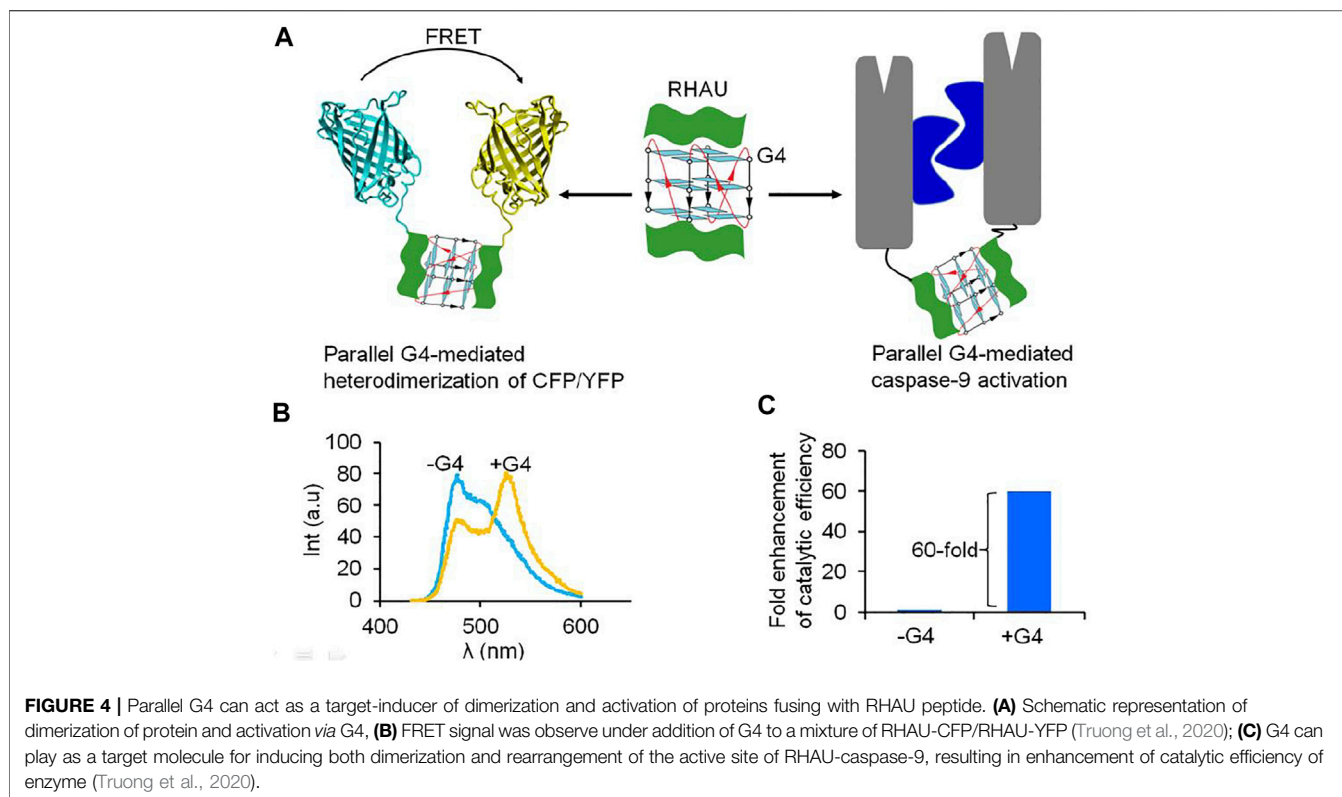 A
FRET
RHAU
G4
Parallel G4-mediated
heterodimerization of CFP/YFP
Parallel G4-mediated
caspase-9 activation
B
100
80
60
40
20
0
Int (a.u)
-G4 +G4
400 500 600
λ (nm)
C
Fold enhancement
of catalytic efficiency
80
60
40
20
0
60-fold
-G4 +G4
FIGURE 4 | Parallel G4 can act as a target-inducer of dimerization and activation of proteins fusing with RHAU peptide. (A) Schematic representation of
dimerization of protein and activation via G4, (B) FRET signal was observe under addition of G4 to a mixture of RHAU-CFP/RHAU-YFP (Truong et al., 2020); (C) G4 can
play as a target molecule for inducing both dimerization and rearrangement of the active site of RHAU-caspase-9, resulting in enhancement of catalytic efficiency of
enzyme (Truong et al., 2020).